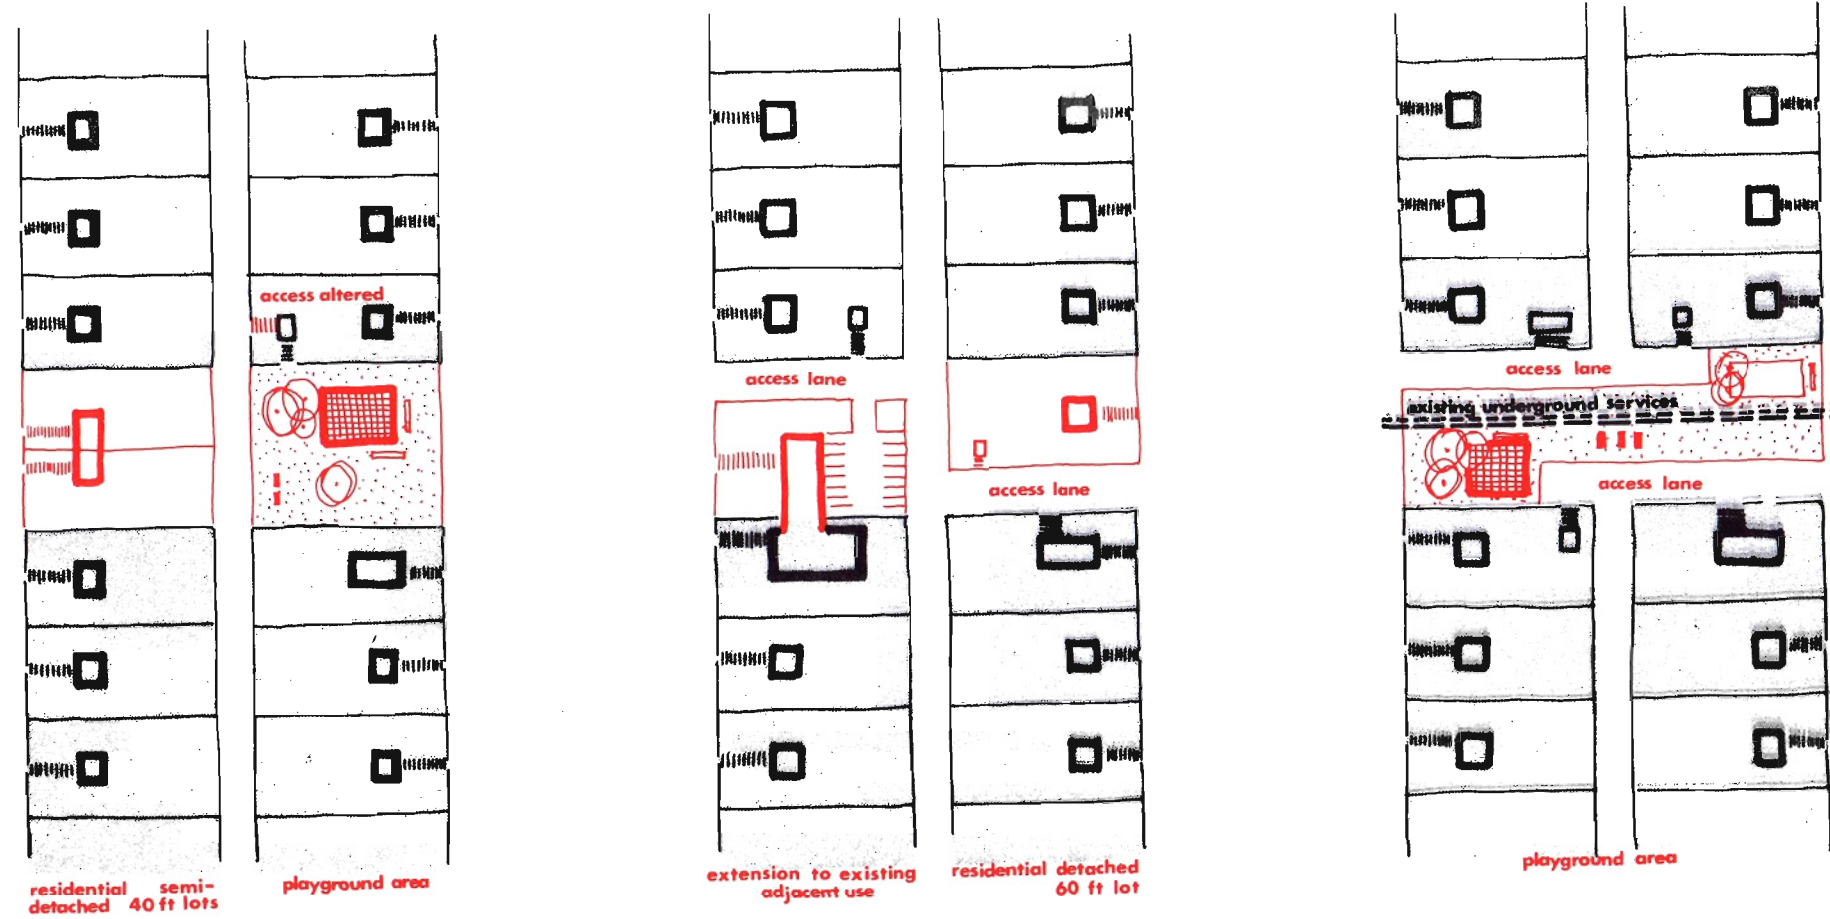 access altered
access lane
access lane
existing underground services
access lane
access lane
residential semi-
detached 40 ft lots
playground area
extension to existing
adjacent use
residential detached
60 ft lot
playground area